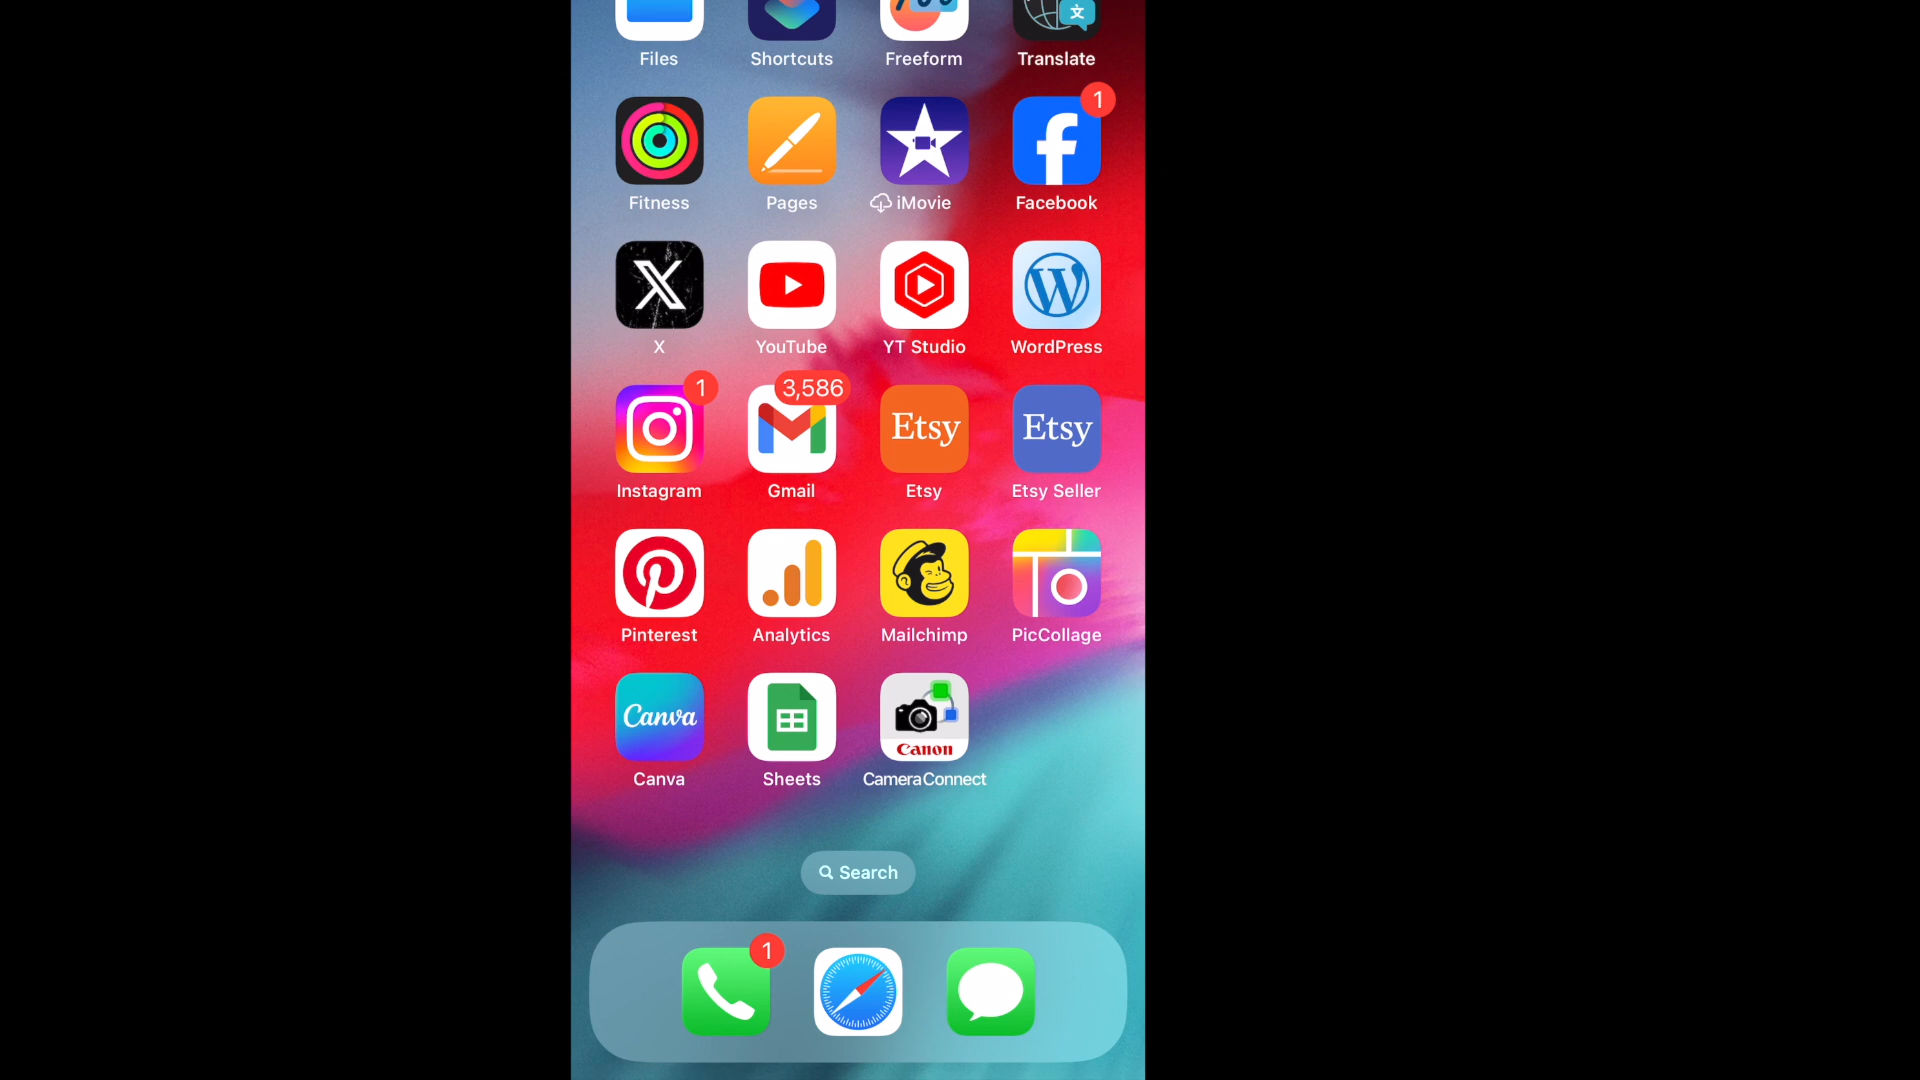 文
Files Shortcuts Freeform Translate
1
Fitness Pages iMovie Facebook
X YouTube YT Studio WordPress
1 3,586
Etsy Etsy
Instagram Gmail Etsy Etsy Seller
Pinterest Analytics Mailchimp PicCollage
Canva
Canon
Canva Sheets CameraConnect
Search
1